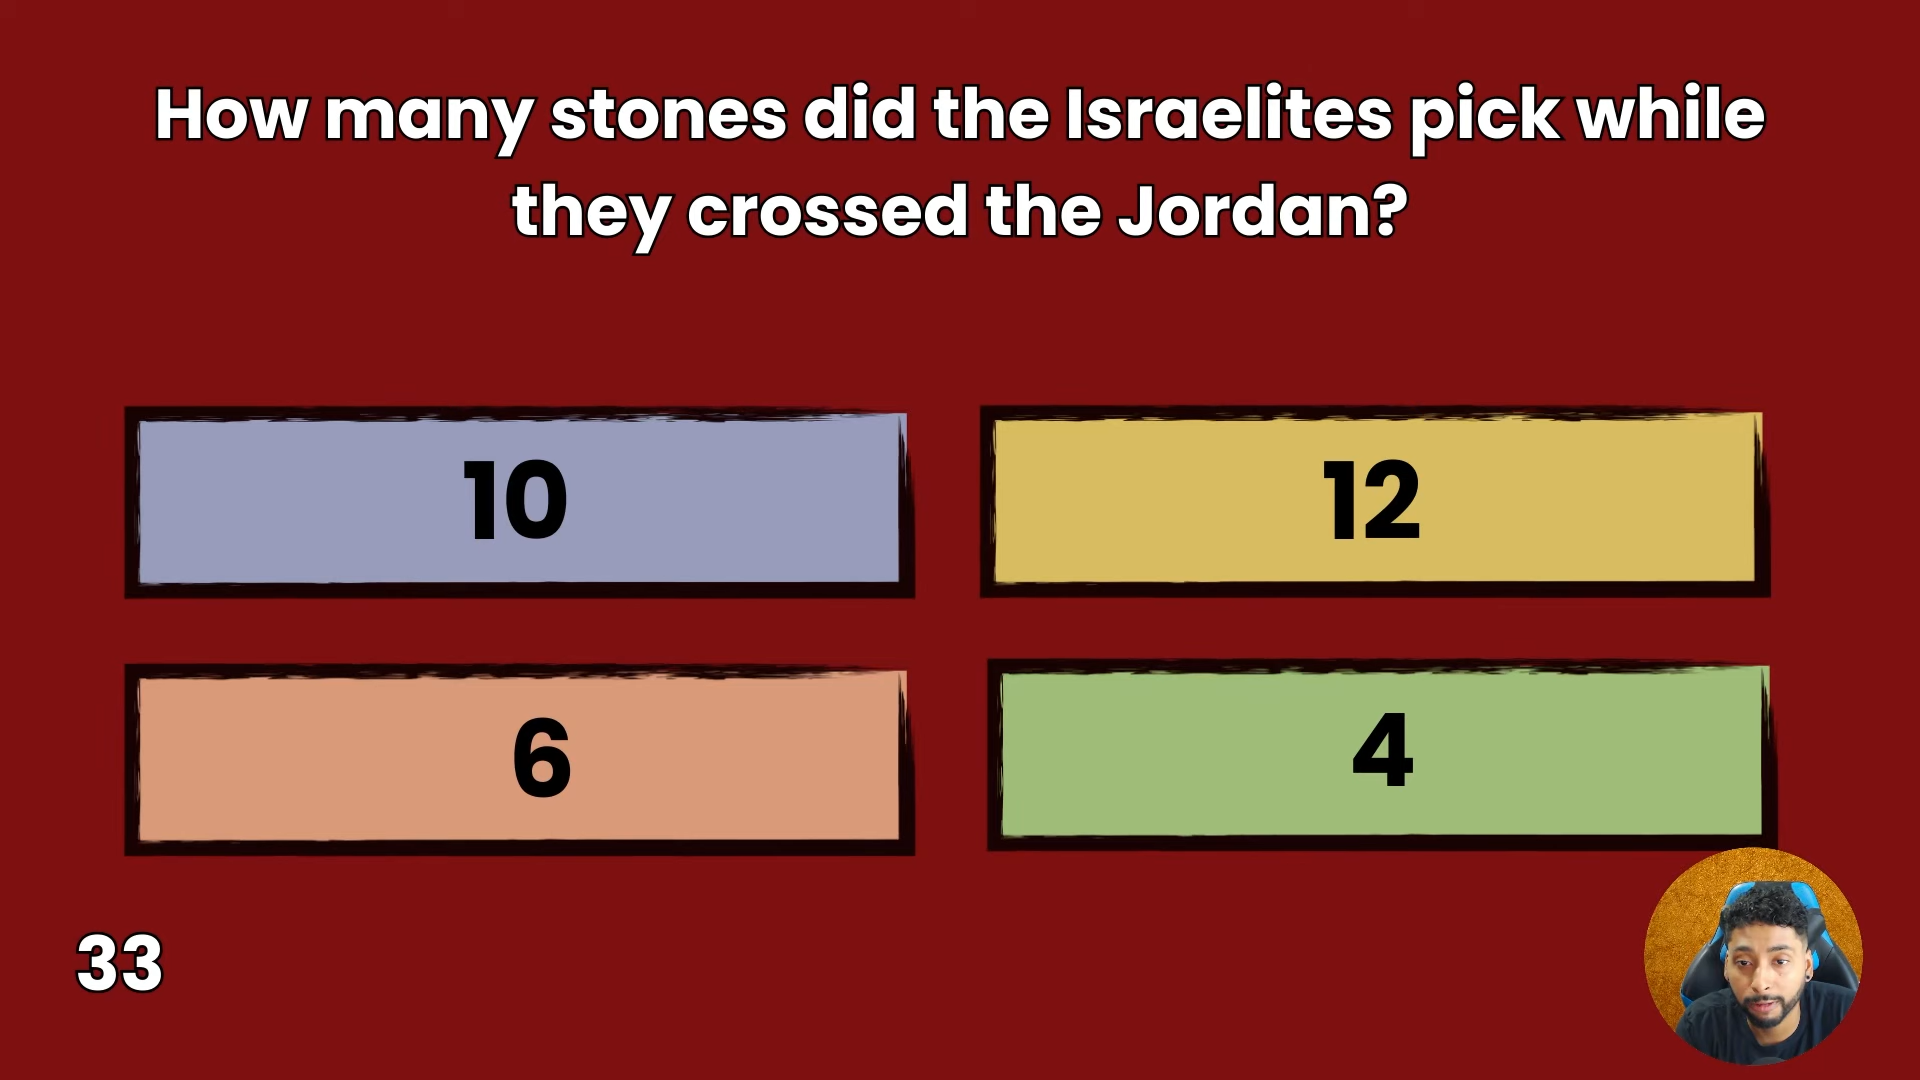 How many stones did the Israelites pick while
they crossed the Jordan?
10
12
6
4
33